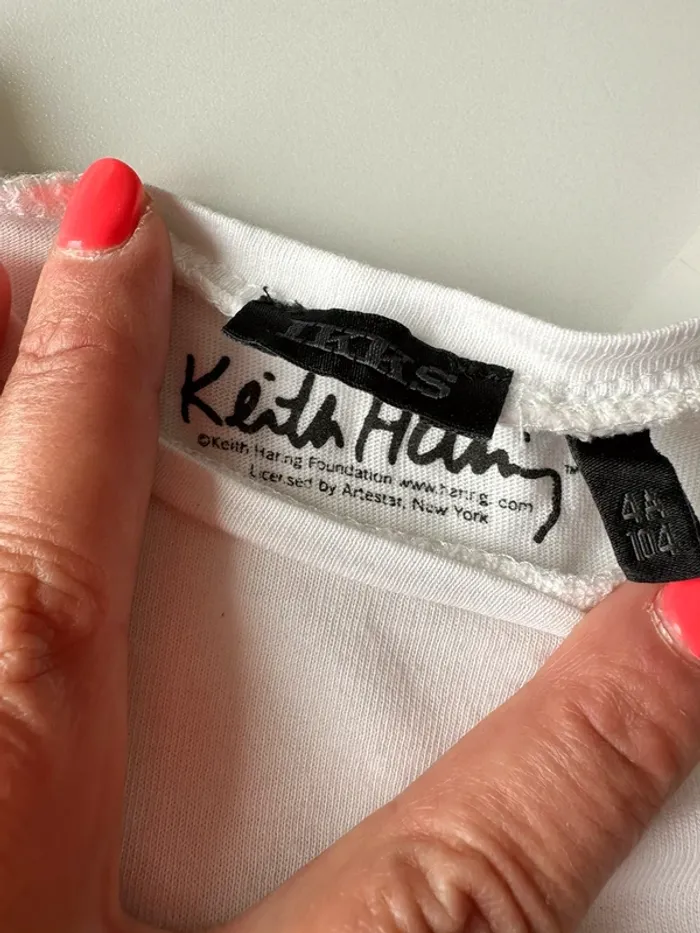 ikks
Keith Haring
©Keith Haring Foundation www.haring.com
Licensed by Artestar, New York
TM
4A
104